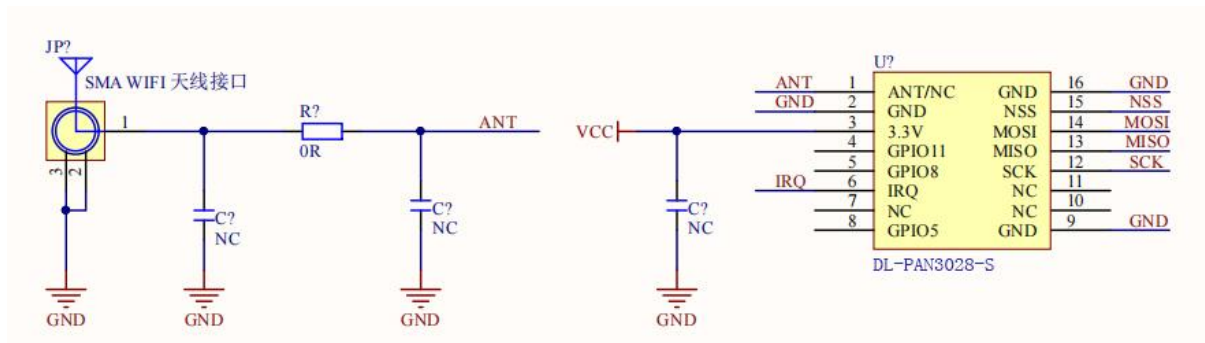 JP?
SMA WIFI 天线接口
1
3
2
R?
0R
ANT
C?
NC
C?
NC
GND
GND
GND
VCC
C?
NC
GND
U?
ANT 1 ANT/NC GND 16 GND
GND 2 GND NSS 15 NSS
3 3.3V MOSI 14 MOSI
4 GPIO11 MISO 13 MISO
5 GPIO8 SCK 12 SCK
IRQ 6 IRQ NC 11
7 NC NC 10
8 GPIO5 GND 9 GND
DL-PAN3028-S